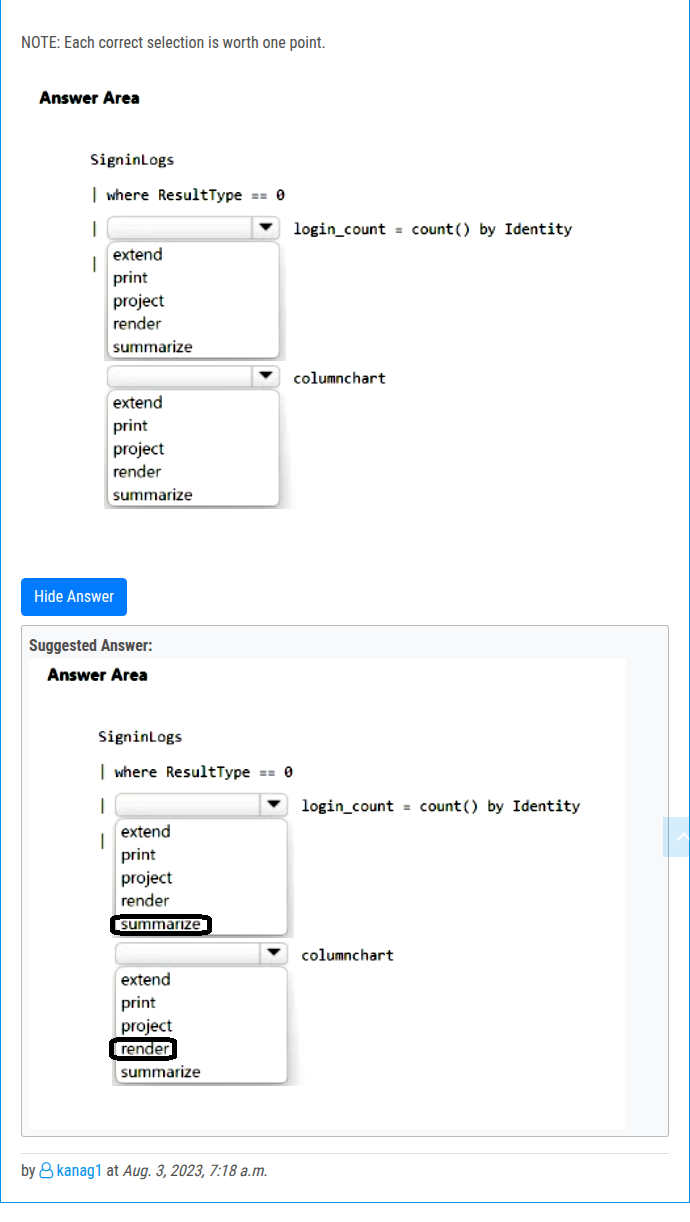 NOTE: Each correct selection is worth one point.
Answer Area
SigninLogs
| where ResultType == 0
| login_count = count() by Identity
extend
|
print
project
render
summarize
columnchart
extend
print
project
render
summarize
Hide Answer
Suggested Answer:
Answer Area
SigninLogs
| where ResultType == 0
| login_count = count() by Identity
extend
|
print
project
render
summarize
columnchart
extend
print
project
render
summarize
by kanag1 at Aug. 3, 2023, 7:18 a.m.